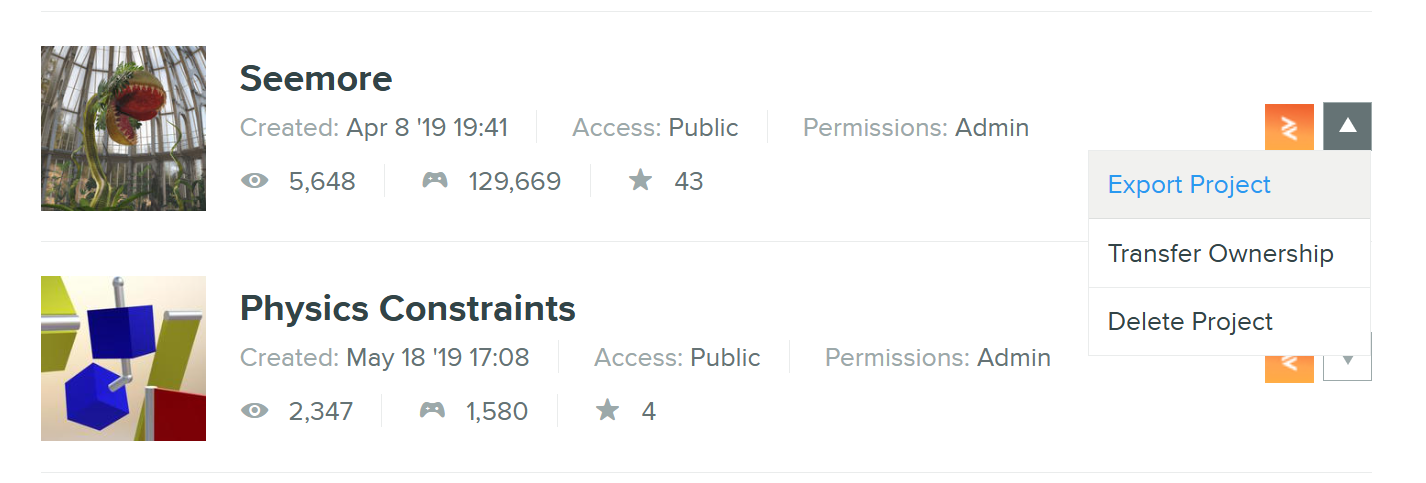 Seemore
Created: Apr 8 '19 19:41 Access: Public Permissions: Admin
5,648 129,669 43
Export Project
Transfer Ownership
Delete Project
Physics Constraints
Created: May 18 '19 17:08 Access: Public Permissions: Admin
2,347 1,580 4